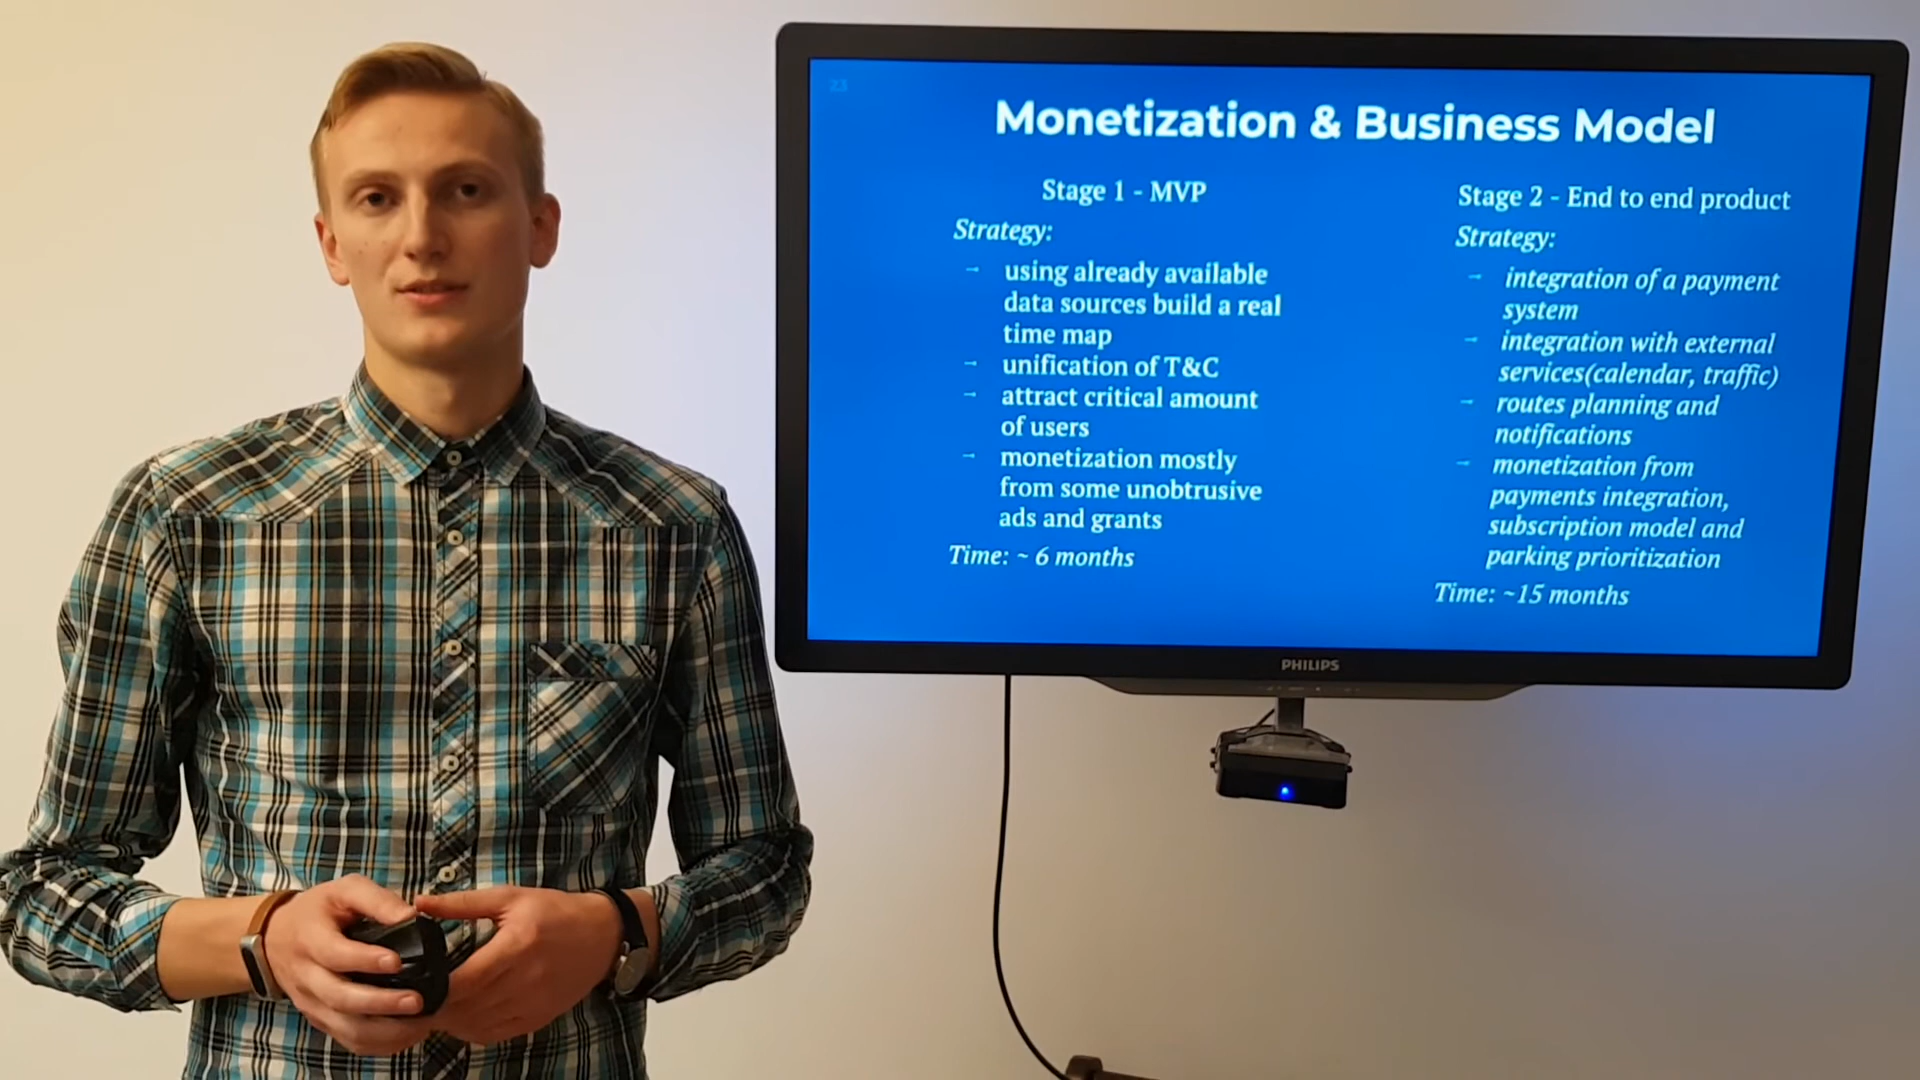 23
Monetization & Business Model
Stage 1 - MVP
Strategy:
→ using already available
data sources build a real
time map
→ unification of T&C
→ attract critical amount
of users
→ monetization mostly
from some unobtrusive
ads and grants
Time: ~ 6 months
Stage 2 - End to end product
Strategy:
→ integration of a payment
system
→ integration with external
services(calendar, traffic)
→ routes planning and
notifications
→ monetization from
payments integration,
subscription model and
parking prioritization
Time: ~15 months
PHILIPS